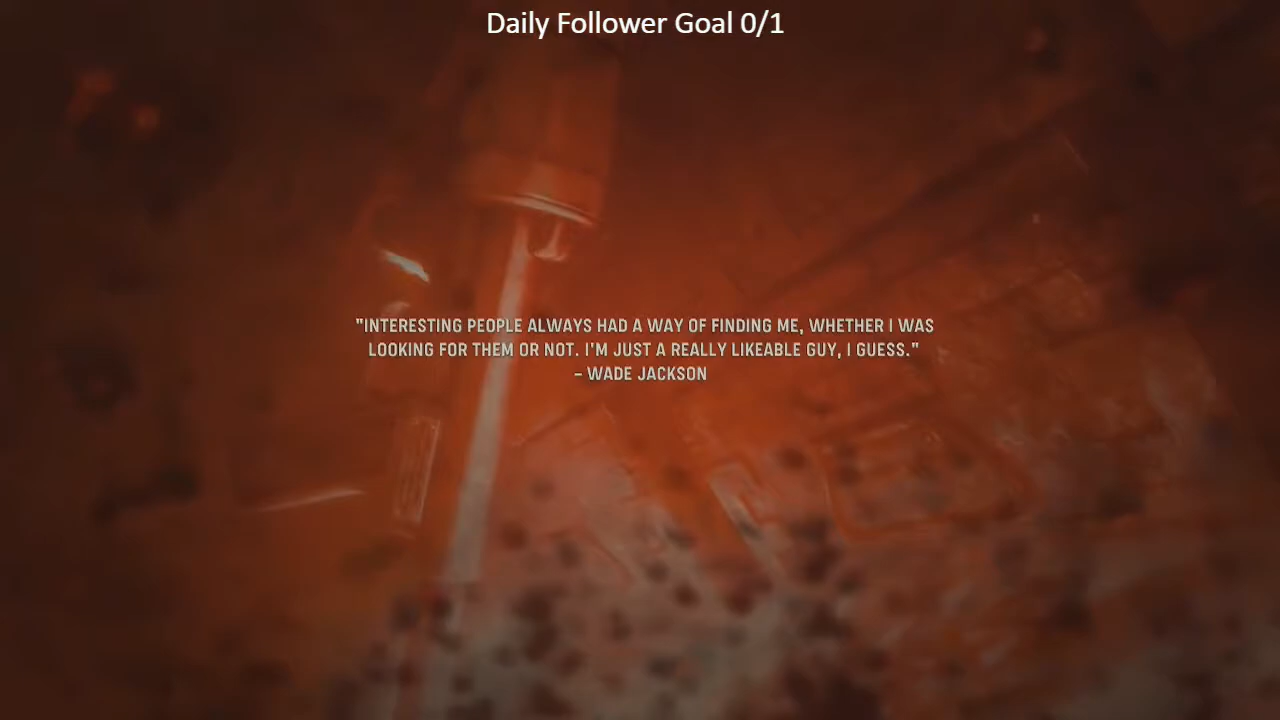 Daily Follower Goal 0/1
"INTERESTING PEOPLE ALWAYS HAD A WAY OF FINDING ME, WHETHER I WAS
LOOKING FOR THEM OR NOT. I'M JUST A REALLY LIKEABLE GUY, I GUESS."
– WADE JACKSON